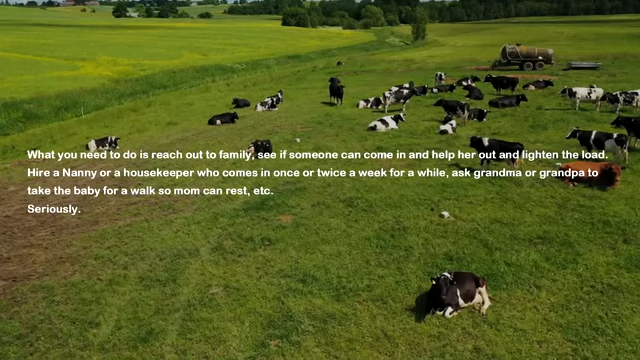 What you need to do is reach out to family, see if someone can come in and help her out and lighten the load.
Hire a Nanny or a housekeeper who comes in once or twice a week for a while, ask grandma or grandpa to
take the baby for a walk so mom can rest, etc.
Seriously.